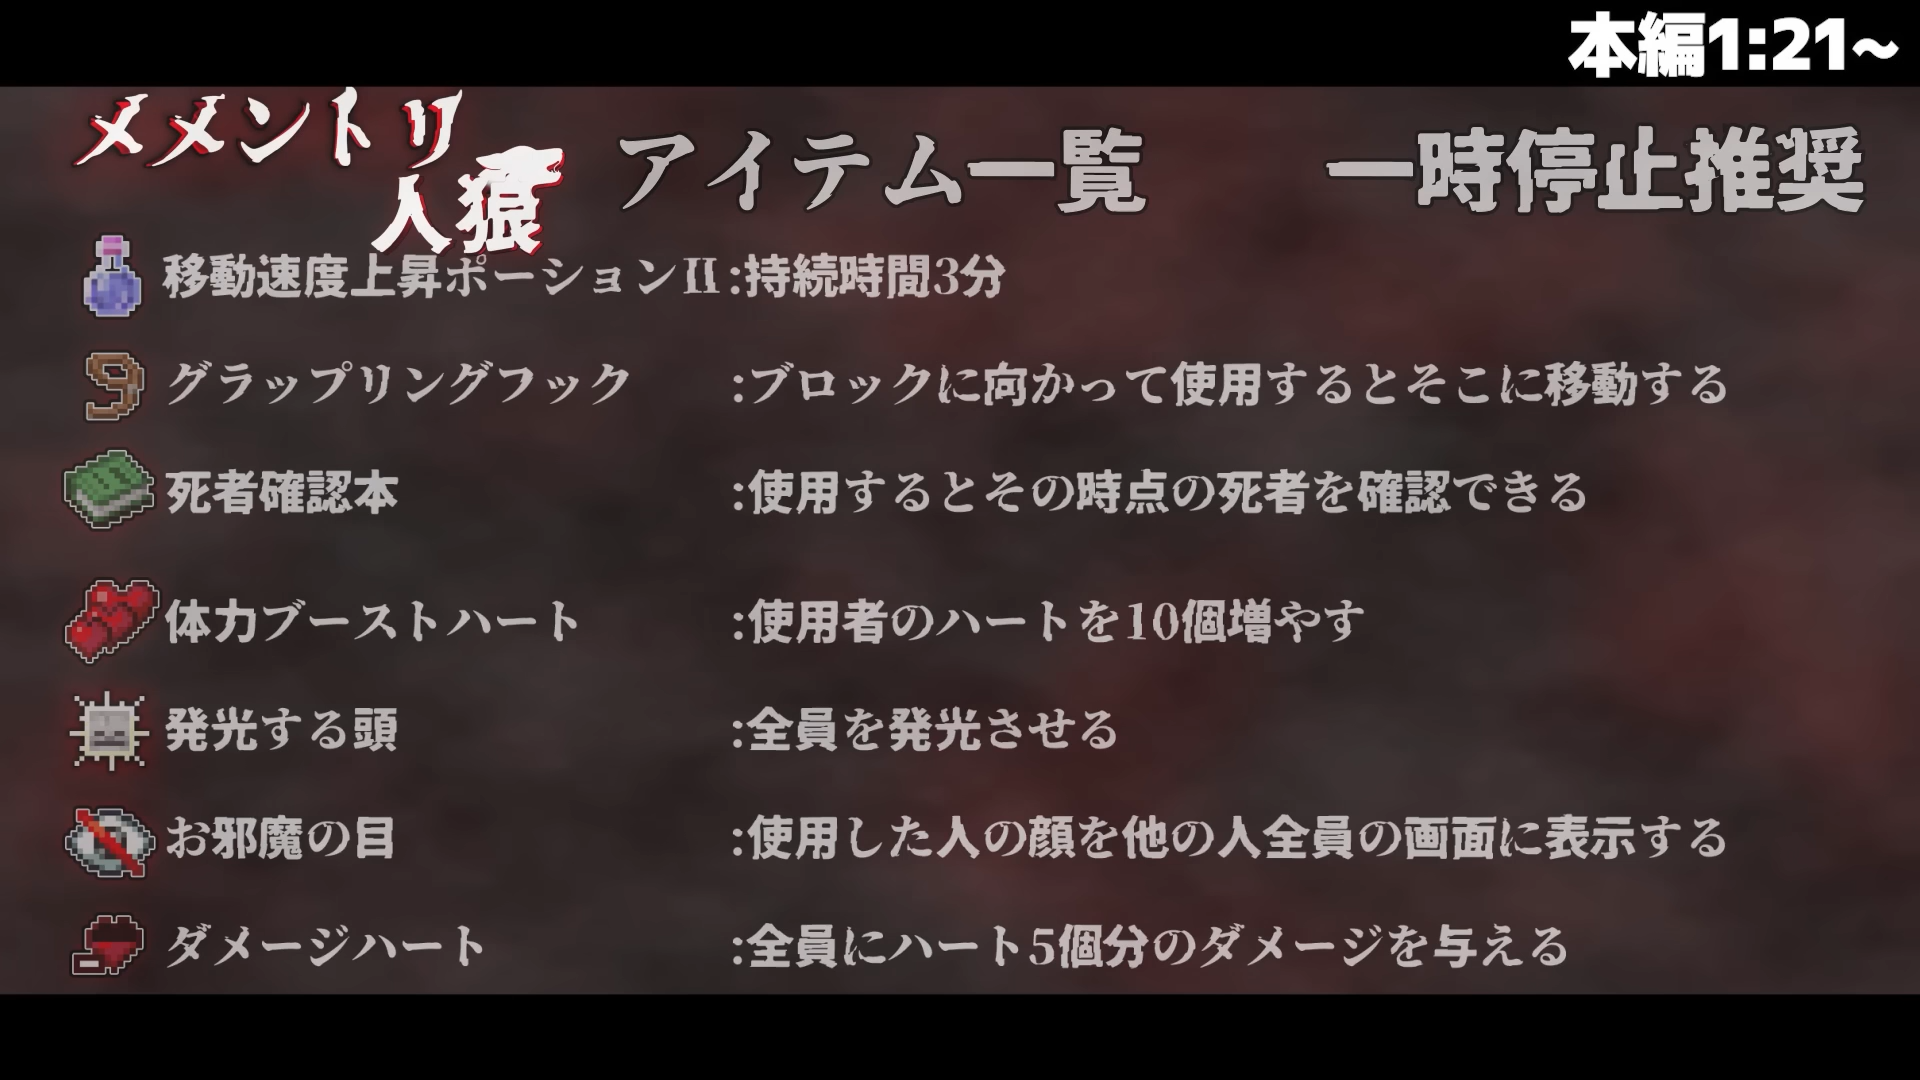 本編1:21~
メメントリ
人狼
アイテム一覧 一時停止推奨
移動速度上昇ポーションII:持続時間3分
グラップリングフック :ブロックに向かって使用するとそこに移動する
死者確認本 :使用するとその時点の死者を確認できる
体力ブーストハート :使用者のハートを10個増やす
発光する頭 :全員を発光させる
お邪魔の目 :使用した人の顔を他の人全員の画面に表示する
ダメージハート :全員にハート5個分のダメージを与える